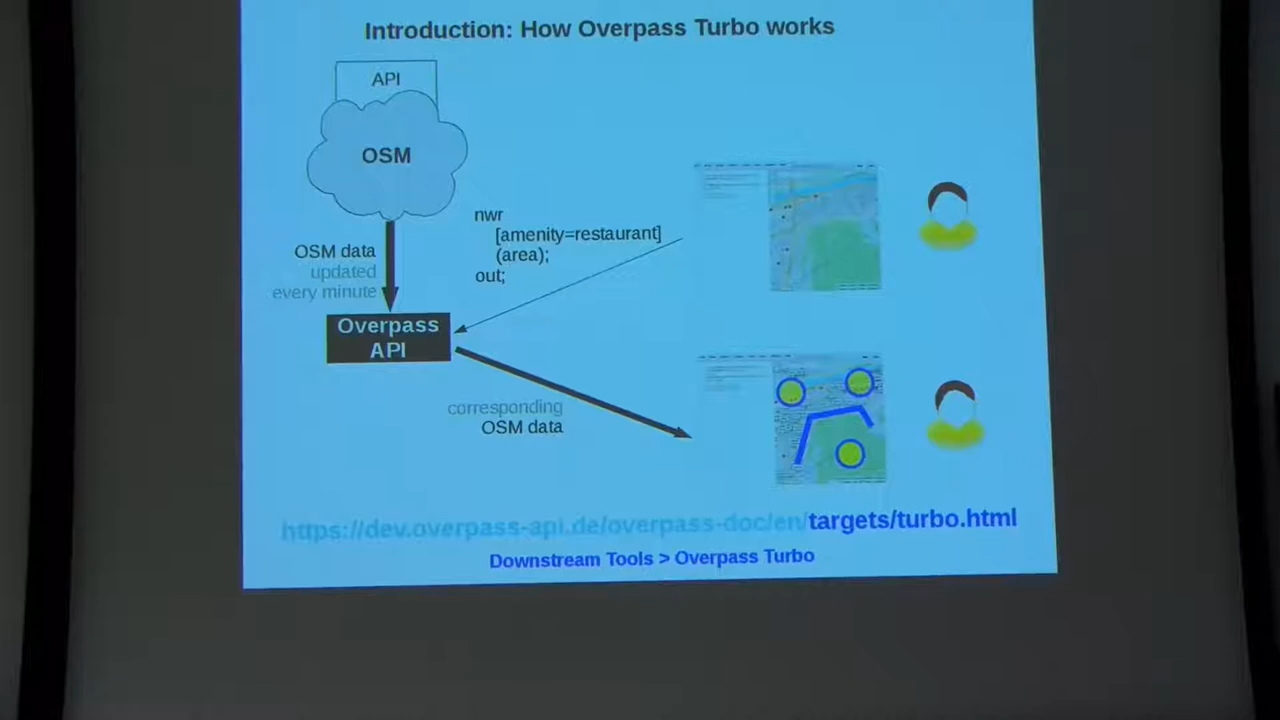 Introduction: How Overpass Turbo works
API
OSM
nwr
[amenity=restaurant]
(area);
out;
OSM data
updated
every minute
Overpass
API
corresponding
OSM data
https://dev.overpass-api.de/overpass-doc/en/targets/turbo.html
Downstream Tools > Overpass Turbo